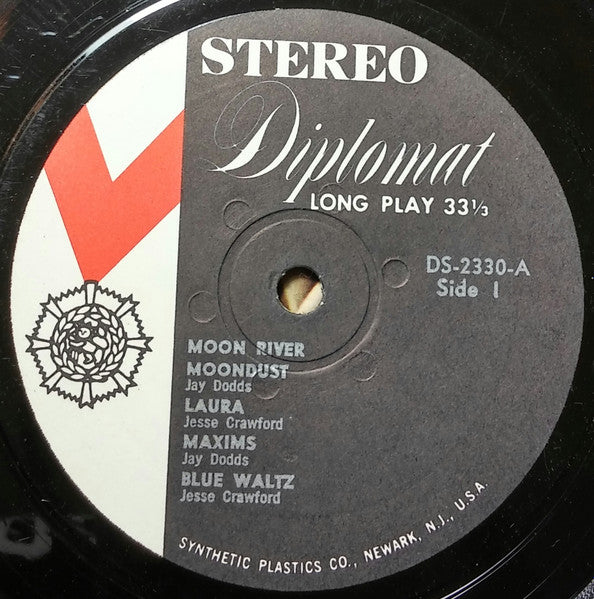 STEREO
Diplomat
LONG PLAY 33⅓
DS-2330-A
Side 1
MOON RIVER
MOONDUST
Jay Dodds
LAURA
Jesse Crawford
MAXIMS
Jay Dodds
BLUE WALTZ
Jesse Crawford
SYNTHETIC PLASTICS CO., NEWARK, N.J., U.S.A.